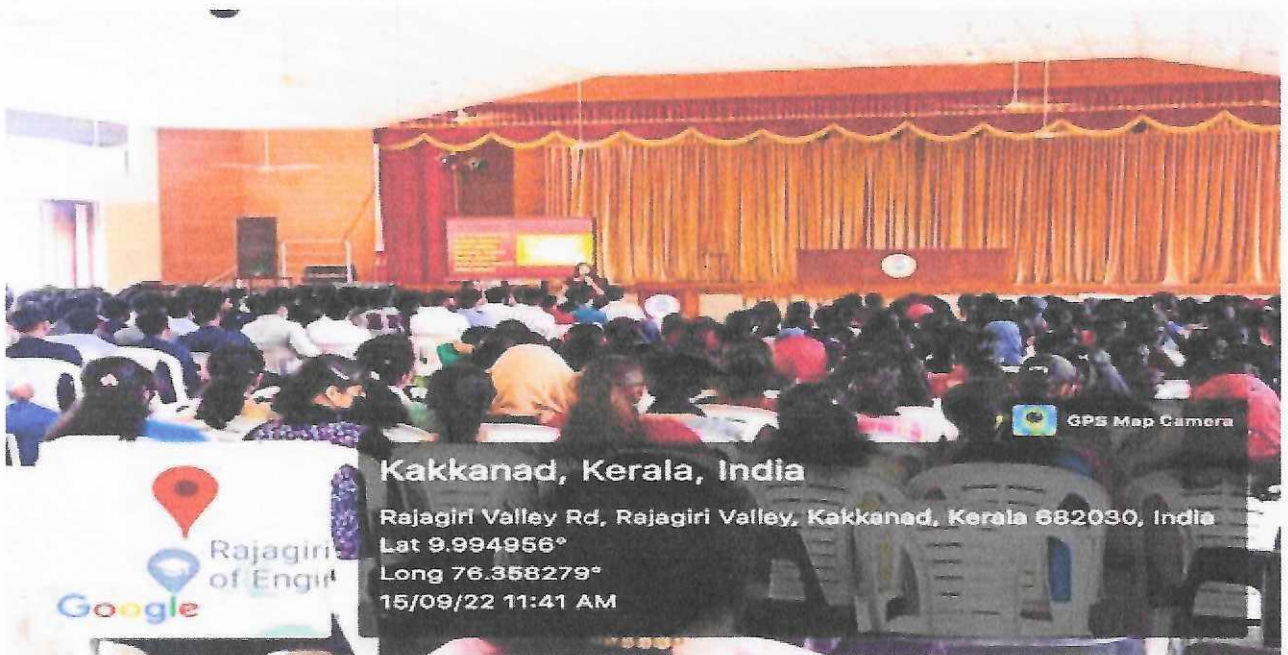 GPS Map Camera
Kakkanad, Kerala, India
Rajagiri Valley Rd, Rajagiri Valley, Kakkanad, Kerala 682030, India
Lat 9.994956°
Long 76.358279°
15/09/22 11:41 AM
Rajagiri
of Engi
Google